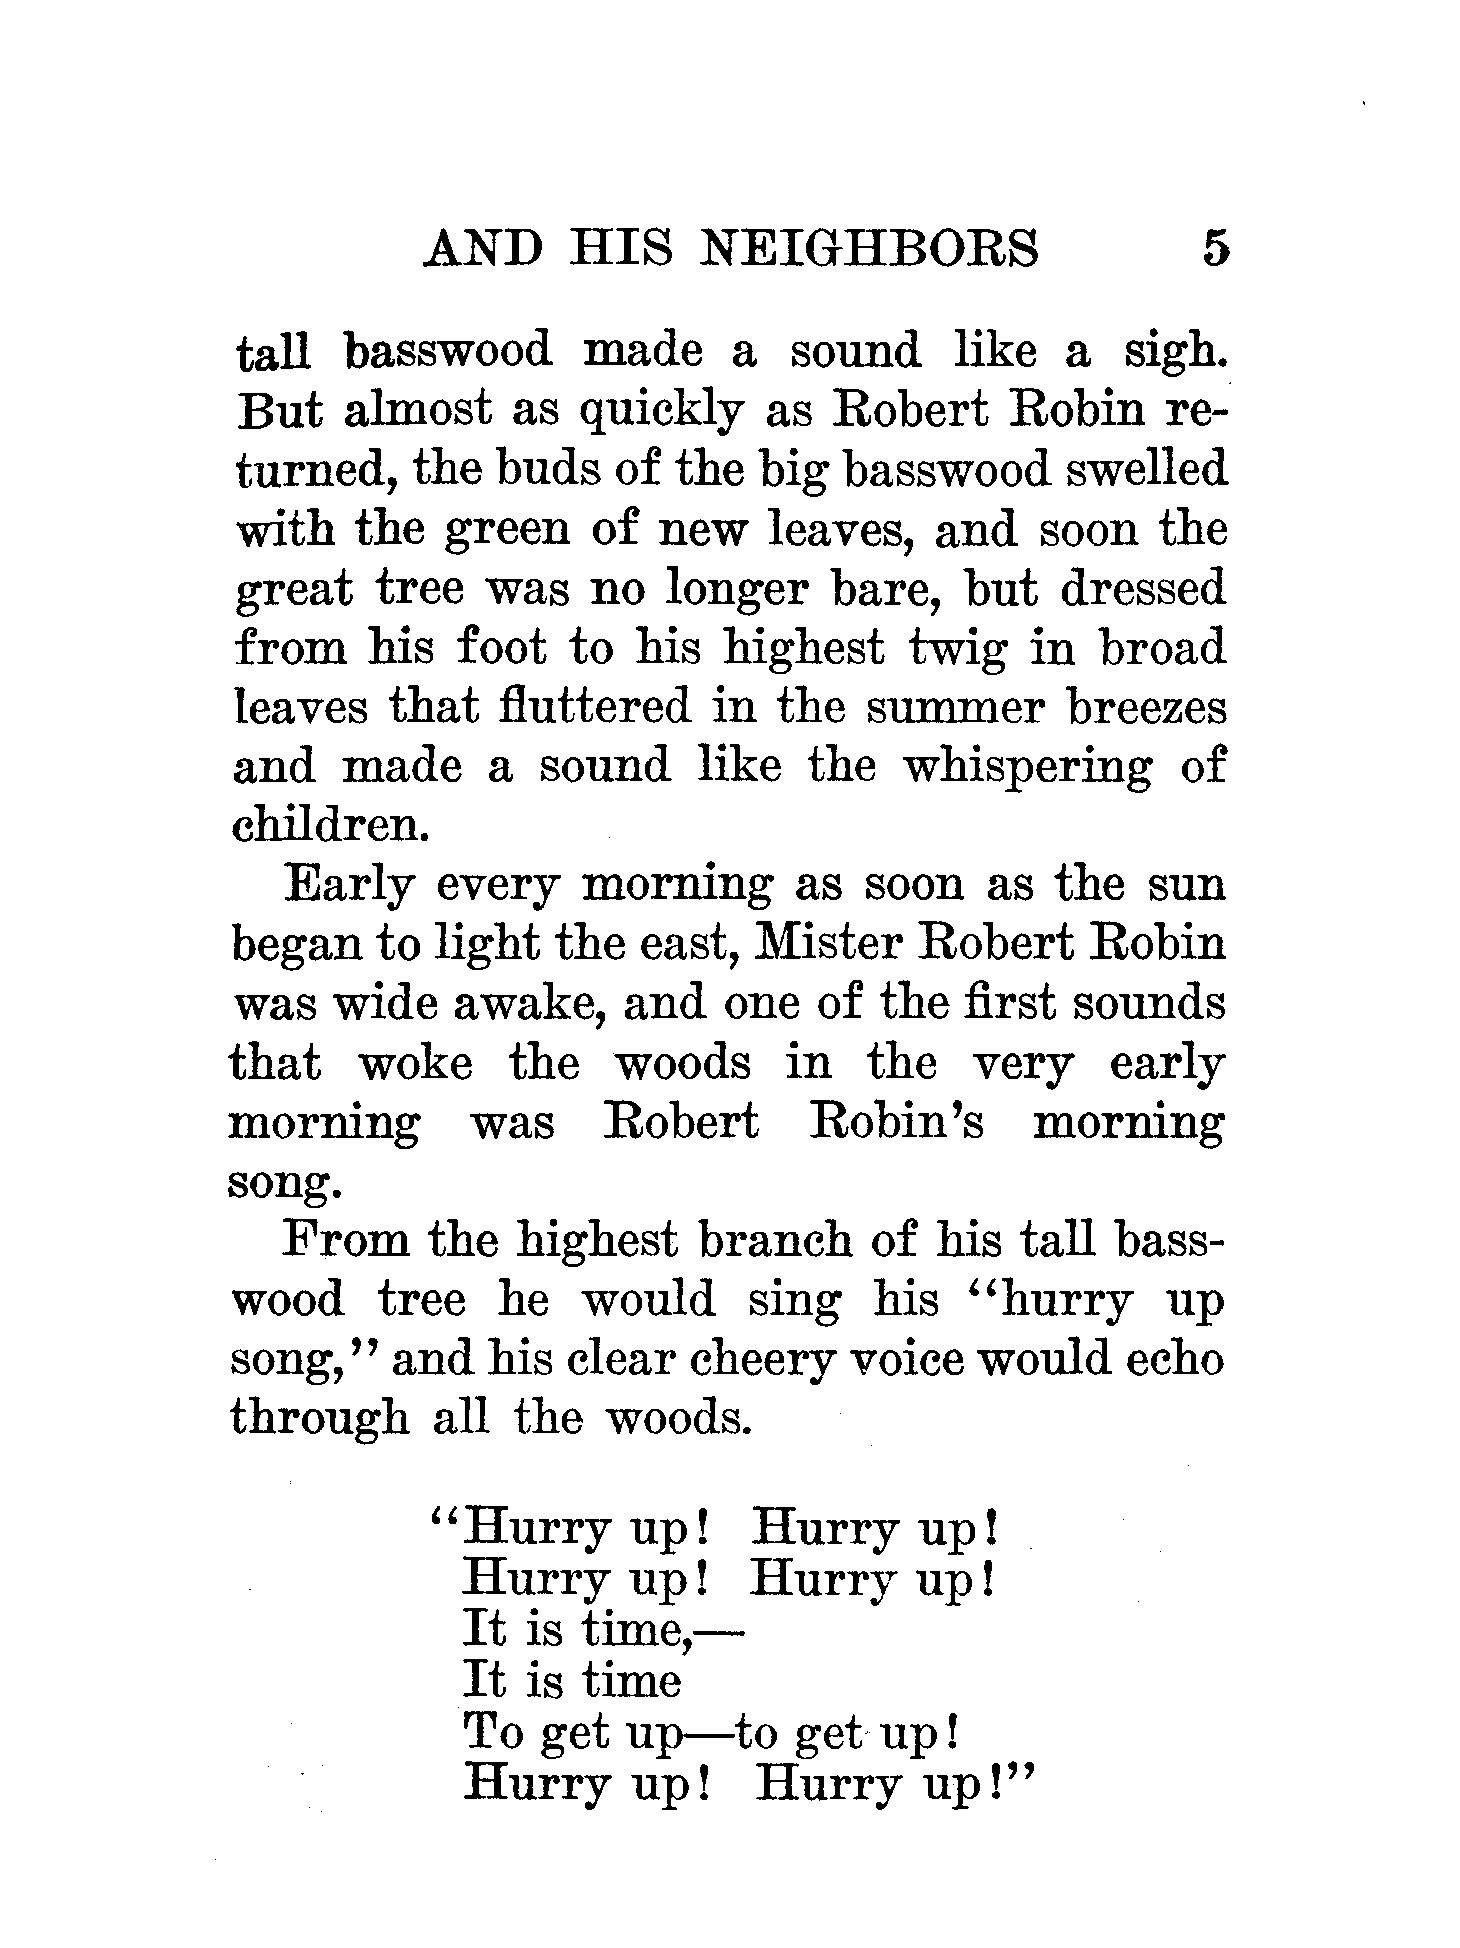 AND HIS NEIGHBORS 5
tall basswood made a sound like a sigh.
But almost as quickly as Robert Robin re-
turned, the buds of the big basswood swelled
with the green of new leaves, and soon the
great tree was no longer bare, but dressed
from his foot to his highest twig in broad
leaves that fluttered in the summer breezes
and made a sound like the whispering of
children.
Early every morning as soon as the sun
began to light the east, Mister Robert Robin
was wide awake, and one of the first sounds
that woke the woods in the very early
morning was Robert Robin's morning
song.
From the highest branch of his tall bass-
wood tree he would sing his "hurry up
song," and his clear cheery voice would echo
through all the woods.
"Hurry up! Hurry up!
Hurry up! Hurry up!
It is time,—
It is time
To get up—to get up!
Hurry up! Hurry up!"